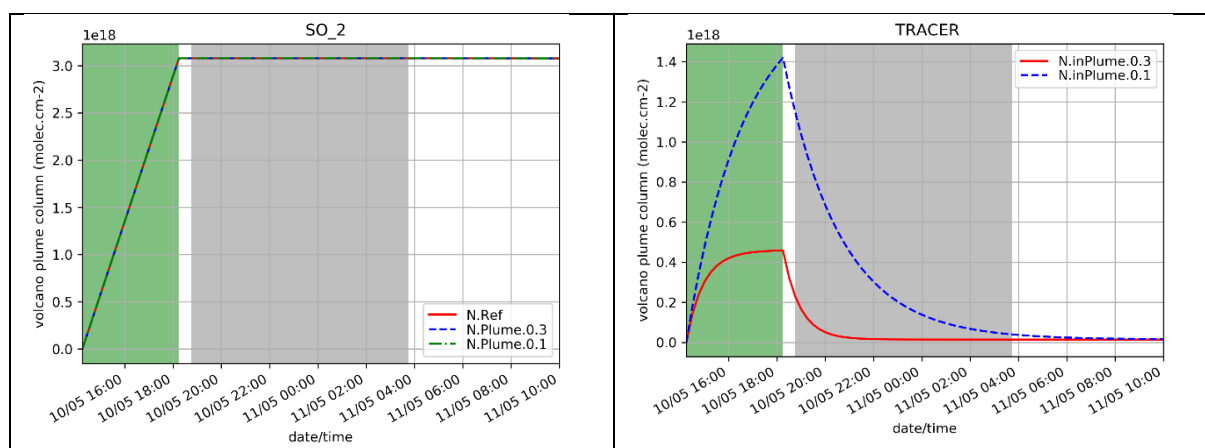 SO_2
1e18
volcano plume column (molec.cm-2)
3.0
2.5
2.0
1.5
1.0
0.5
0.0
N.Ref
N.Plume.0.3
N.Plume.0.1
10/05 16:00
10/05 18:00
10/05 20:00
10/05 22:00
11/05 00:00
11/05 02:00
11/05 04:00
11/05 06:00
11/05 08:00
11/05 10:00
date/time
TRACER
1e18
volcano plume column (molec.cm-2)
1.4
1.2
1.0
0.8
0.6
0.4
0.2
0.0
N.inPlume.0.3
N.inPlume.0.1
10/05 16:00
10/05 18:00
10/05 20:00
10/05 22:00
11/05 00:00
11/05 02:00
11/05 04:00
11/05 06:00
11/05 08:00
11/05 10:00
date/time